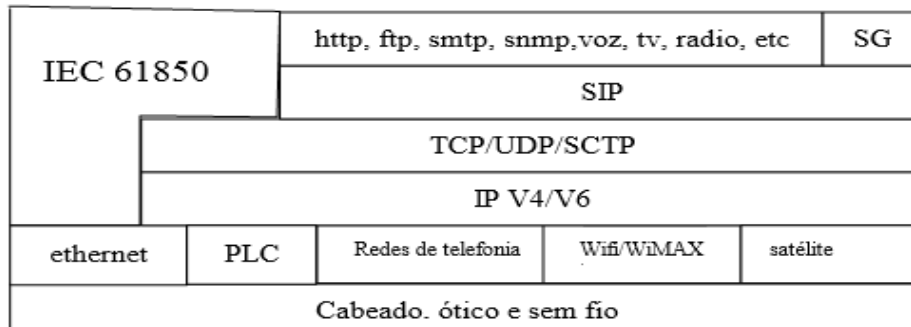 http, ftp, smtp, snmp,voz, tv, radio, etc
SG
IEC 61850
SIP
TCP/UDP/SCTP
IP V4/V6
ethernet
PLC
Redes de telefonia
Wifi/WiMAX
satélite
Cabeado. ótico e sem fio